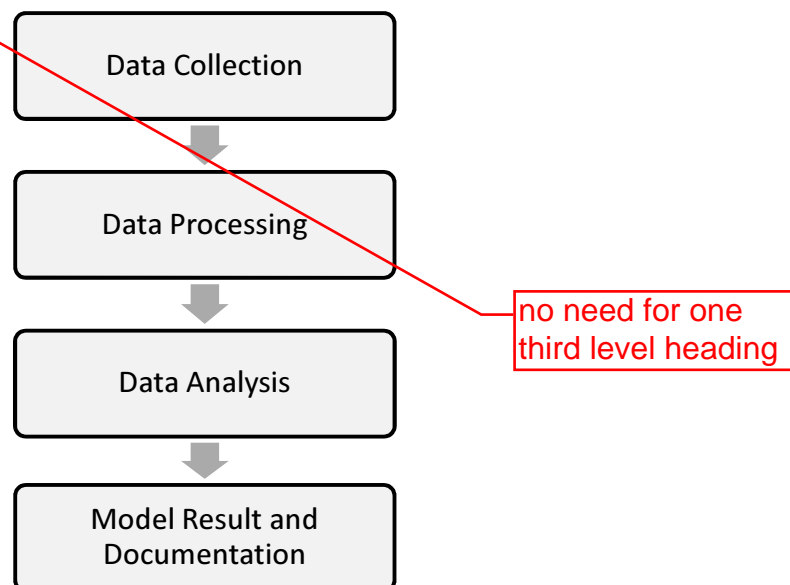 Data Collection
Data Processing
no need for one
third level heading
Data Analysis
Model Result and
Documentation